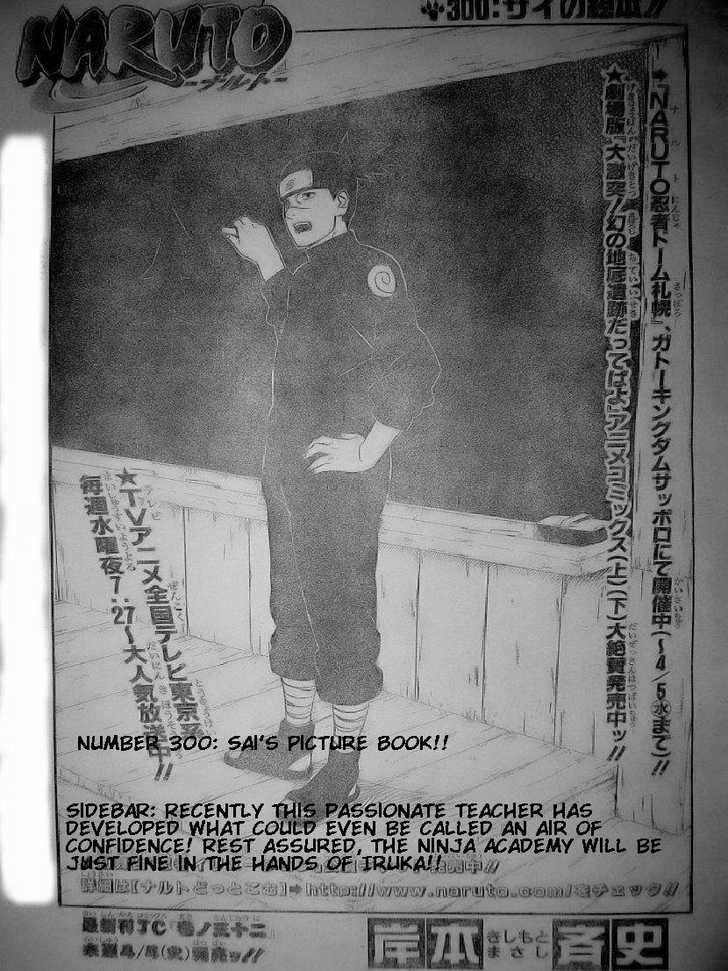 NARUTO
-ナルト-
300:サイの絵本!!
➡『NARUTO忍者ドーム札幌』、ガトーキングダムサッポロにて開催中(〜4/5㊌まで)!!
★劇場版『大激突!幻の地底遺跡だってばよ』アニメコミックス(上)(下)大絶賛発売中ッ!!
★TVアニメ全国テレビ東京系
毎週水曜夜7:27〜大人気放送中!!
NUMBER 300: SAI'S PICTURE BOOK!!
SIDEBAR: RECENTLY THIS PASSIONATE TEACHER HAS
DEVELOPED WHAT COULD EVEN BE CALLED AN AIR OF
CONFIDENCE! REST ASSURED, THE NINJA ACADEMY WILL BE
JUST FINE IN THE HANDS OF IRUKA!!
詳細は[ナルトどっとこむ]➡http://www.naruto.com/をチェック!!
最新刊JC 巻ノ三十二
来週4/4(火)発売ッ!!
岸本斉史
きしもと
まさし